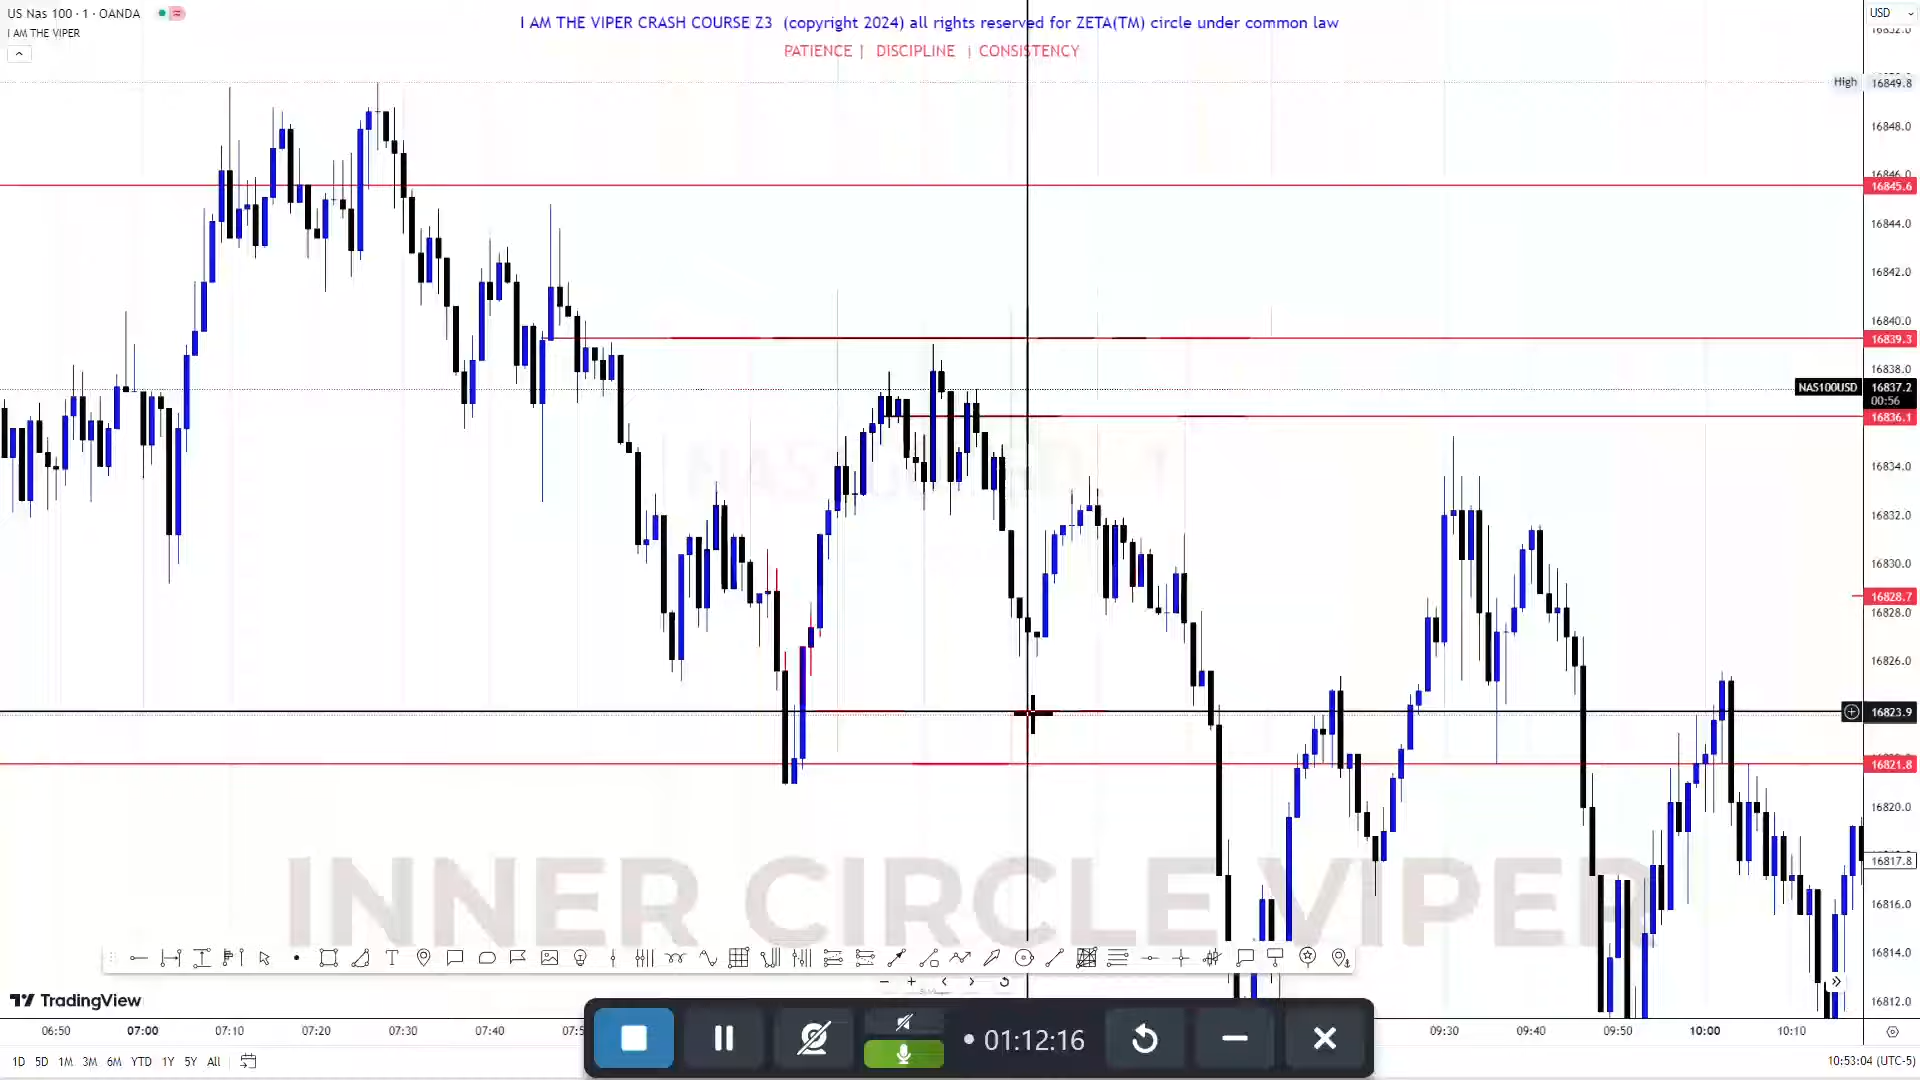 US Nas 100 · 1 · OANDA
I AM THE VIPER
I AM THE VIPER CRASH COURSE Z3 (copyright 2024) all rights reserved for ZETA(TM) circle under common law
PATIENCE | DISCIPLINE | CONSISTENCY
USD
High 16849.8
16848.0
16846.0
16845.6
16844.0
16842.0
16840.0
16839.3
16838.0
NAS100USD 16837.2
00:56
16836.1
16834.0
16832.0
16830.0
16828.7
16828.0
16826.0
16823.9
16821.8
16820.0
16817.8
16816.0
16814.0
16812.0
INNER CIRCLE VIPER
TradingView
06:50 07:00 07:10 07:20 07:30 07:40 09:30 09:40 09:50 10:00 10:10
01:12:16
1D 5D 1M 3M 6M YTD 1Y 5Y All
10:53:04 (UTC-5)